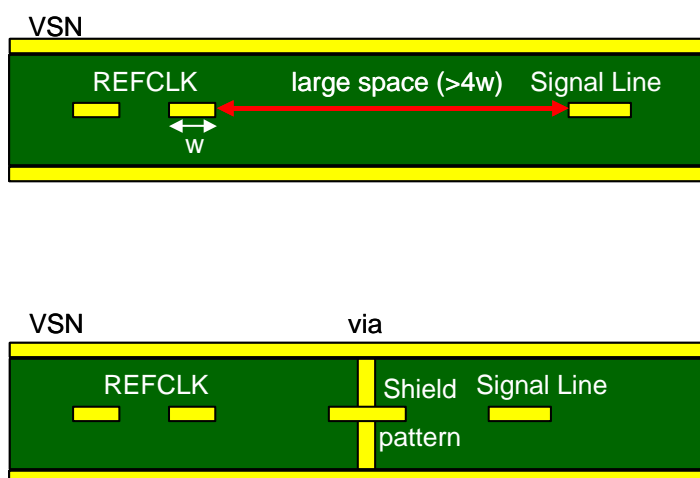 VSN
REFCLK
large space (>4w)
Signal Line
w
VSN
via
REFCLK
Shield
Signal Line
pattern